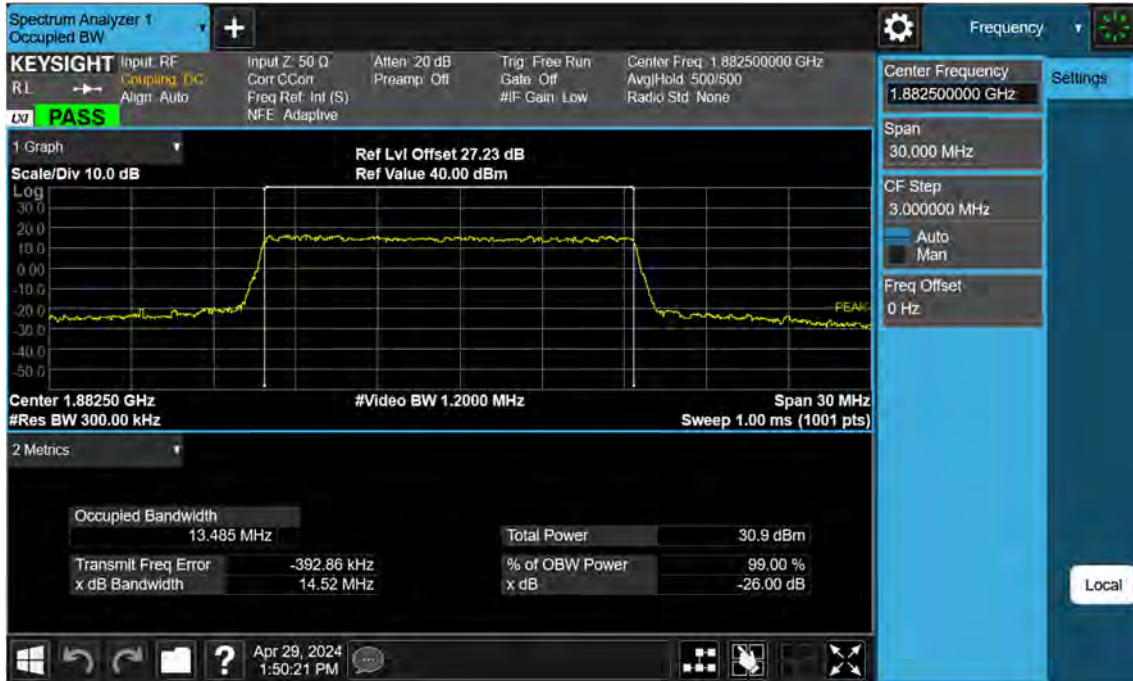 Spectrum Analyzer 1
Occupied BW
+
Frequency
KEYSIGHT Input: RF Input Z: 50 Ω Atten: 20 dB Trig: Free Run Center Freq: 1.882500000 GHz
RL Coupling: DC Corr CCorr Preamp: Off Gate: Off Avg|Hold: 500/500
Align: Auto Freq Ref: Int (S) #IF Gain: Low Radio Std: None
LXI PASS NFE: Adaptive
1 Graph
Ref Lvl Offset 27.23 dB
Scale/Div 10.0 dB Ref Value 40.00 dBm
Log
30.0
20.0
10.0
0.00
-10.0
-20.0
-30.0
-40.0
-50.0
PEAK
Center 1.88250 GHz #Video BW 1.2000 MHz Span 30 MHz
#Res BW 300.00 kHz Sweep 1.00 ms (1001 pts)
2 Metrics
Occupied Bandwidth
13.485 MHz Total Power 30.9 dBm
Transmit Freq Error -392.86 kHz % of OBW Power 99.00 %
x dB Bandwidth 14.52 MHz x dB -26.00 dB
Center Frequency
1.882500000 GHz
Settings
Span
30.000 MHz
CF Step
3.000000 MHz
Auto
Man
Freq Offset
0 Hz
Local
? Apr 29, 2024
1:50:21 PM